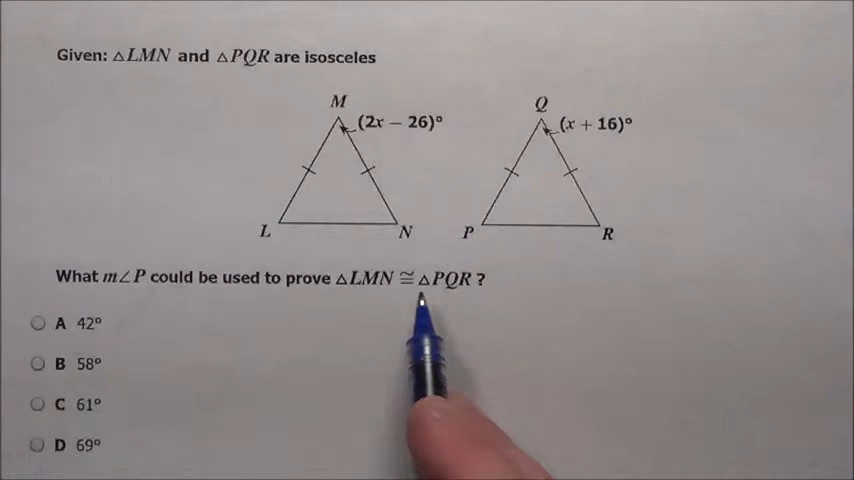 Given: △LMN and △PQR are isosceles
M
(2x − 26)°
Q
(x + 16)°
L
N
P
R
What m∠P could be used to prove △LMN ≅ △PQR ?
A 42°
B 58°
C 61°
D 69°